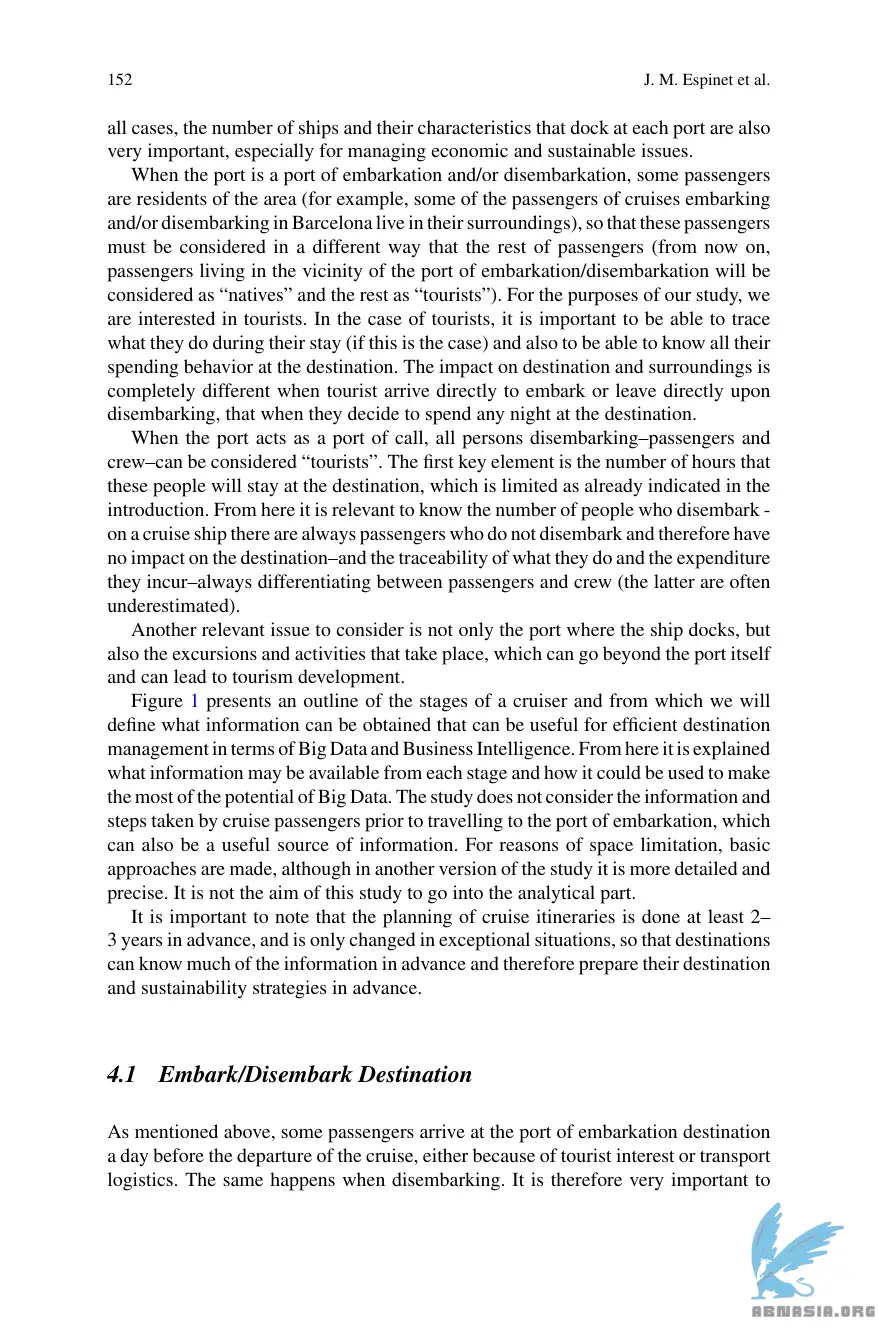 152
J. M. Espinet et al.
all cases, the number of ships and their characteristics that dock at each port are also
very important, especially for managing economic and sustainable issues.
When the port is a port of embarkation and/or disembarkation, some passengers
are residents of the area (for example, some of the passengers of cruises embarking
and/or disembarking in Barcelona live in their surroundings), so that these passengers
must be considered in a different way that the rest of passengers (from now on,
passengers living in the vicinity of the port of embarkation/disembarkation will be
considered as “natives” and the rest as “tourists”). For the purposes of our study, we
are interested in tourists. In the case of tourists, it is important to be able to trace
what they do during their stay (if this is the case) and also to be able to know all their
spending behavior at the destination. The impact on destination and surroundings is
completely different when tourist arrive directly to embark or leave directly upon
disembarking, that when they decide to spend any night at the destination.
When the port acts as a port of call, all persons disembarking–passengers and
crew–can be considered “tourists”. The first key element is the number of hours that
these people will stay at the destination, which is limited as already indicated in the
introduction. From here it is relevant to know the number of people who disembark -
on a cruise ship there are always passengers who do not disembark and therefore have
no impact on the destination–and the traceability of what they do and the expenditure
they incur–always differentiating between passengers and crew (the latter are often
underestimated).
Another relevant issue to consider is not only the port where the ship docks, but
also the excursions and activities that take place, which can go beyond the port itself
and can lead to tourism development.
Figure 1 presents an outline of the stages of a cruiser and from which we will
define what information can be obtained that can be useful for efficient destination
management in terms of Big Data and Business Intelligence. From here it is explained
what information may be available from each stage and how it could be used to make
the most of the potential of Big Data. The study does not consider the information and
steps taken by cruise passengers prior to travelling to the port of embarkation, which
can also be a useful source of information. For reasons of space limitation, basic
approaches are made, although in another version of the study it is more detailed and
precise. It is not the aim of this study to go into the analytical part.
It is important to note that the planning of cruise itineraries is done at least 2–
3 years in advance, and is only changed in exceptional situations, so that destinations
can know much of the information in advance and therefore prepare their destination
and sustainability strategies in advance.
4.1 Embark/Disembark Destination
As mentioned above, some passengers arrive at the port of embarkation destination
a day before the departure of the cruise, either because of tourist interest or transport
logistics. The same happens when disembarking. It is therefore very important to
ABNASIA.ORG